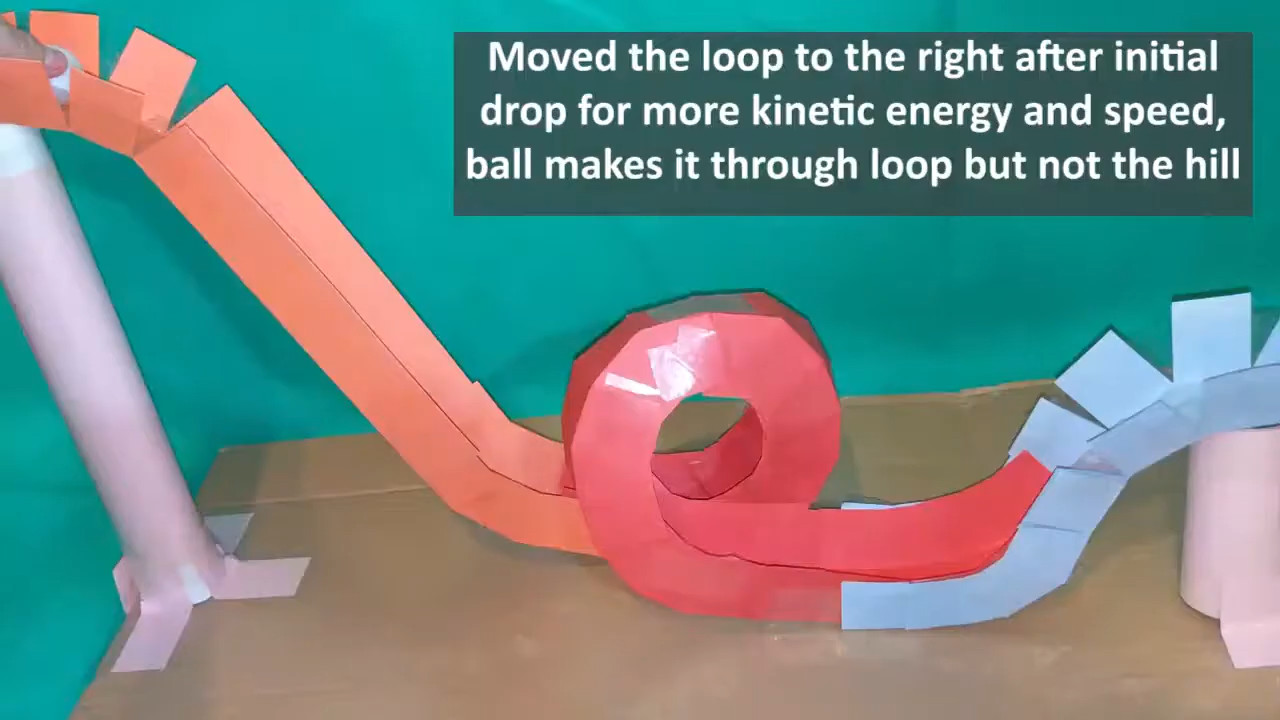 Moved the loop to the right after initial
drop for more kinetic energy and speed,
ball makes it through loop but not the hill